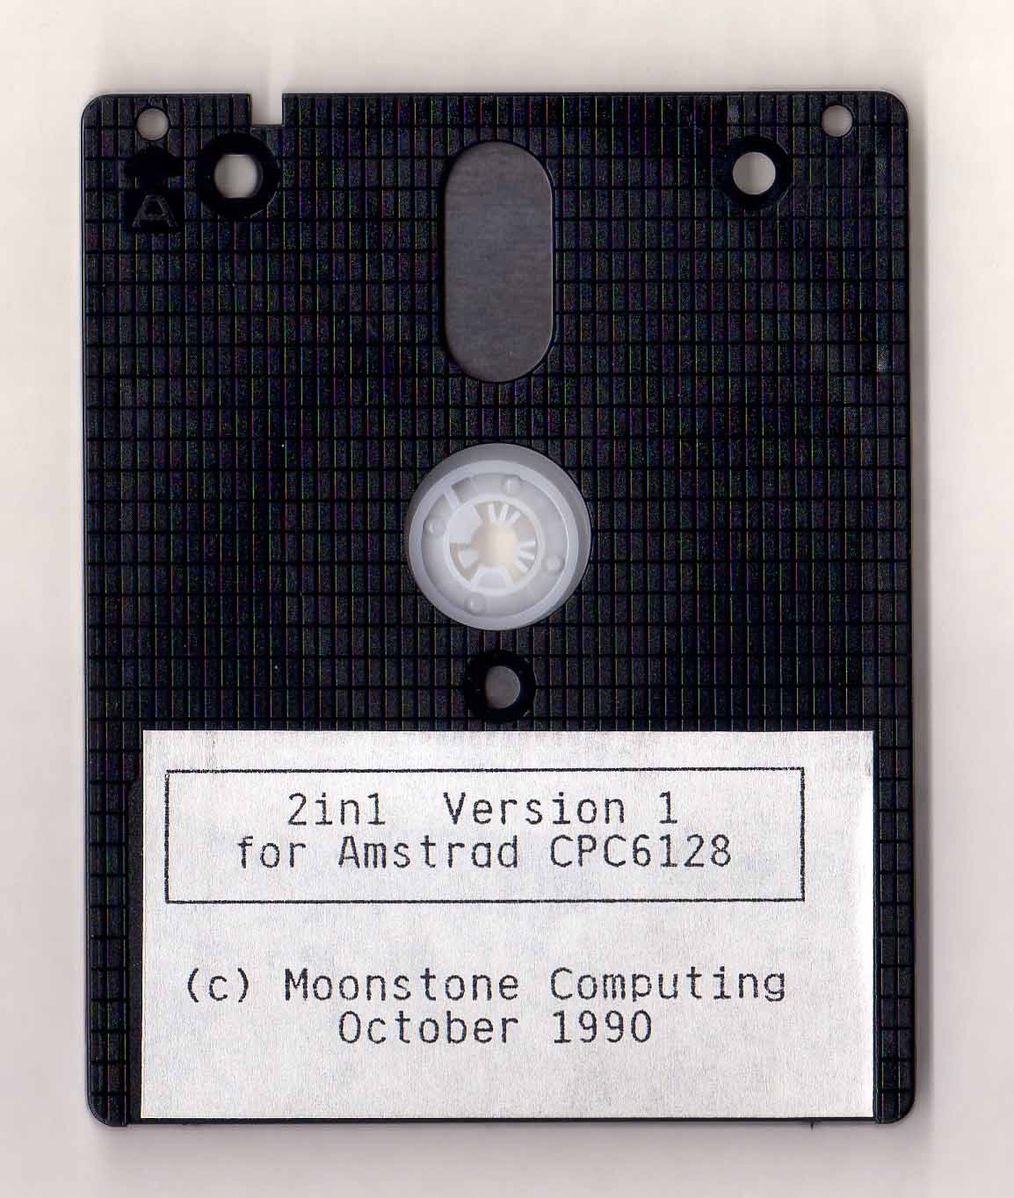 A
2in1 Version 1
for Amstrad CPC6128
(c) Moonstone Computing
October 1990